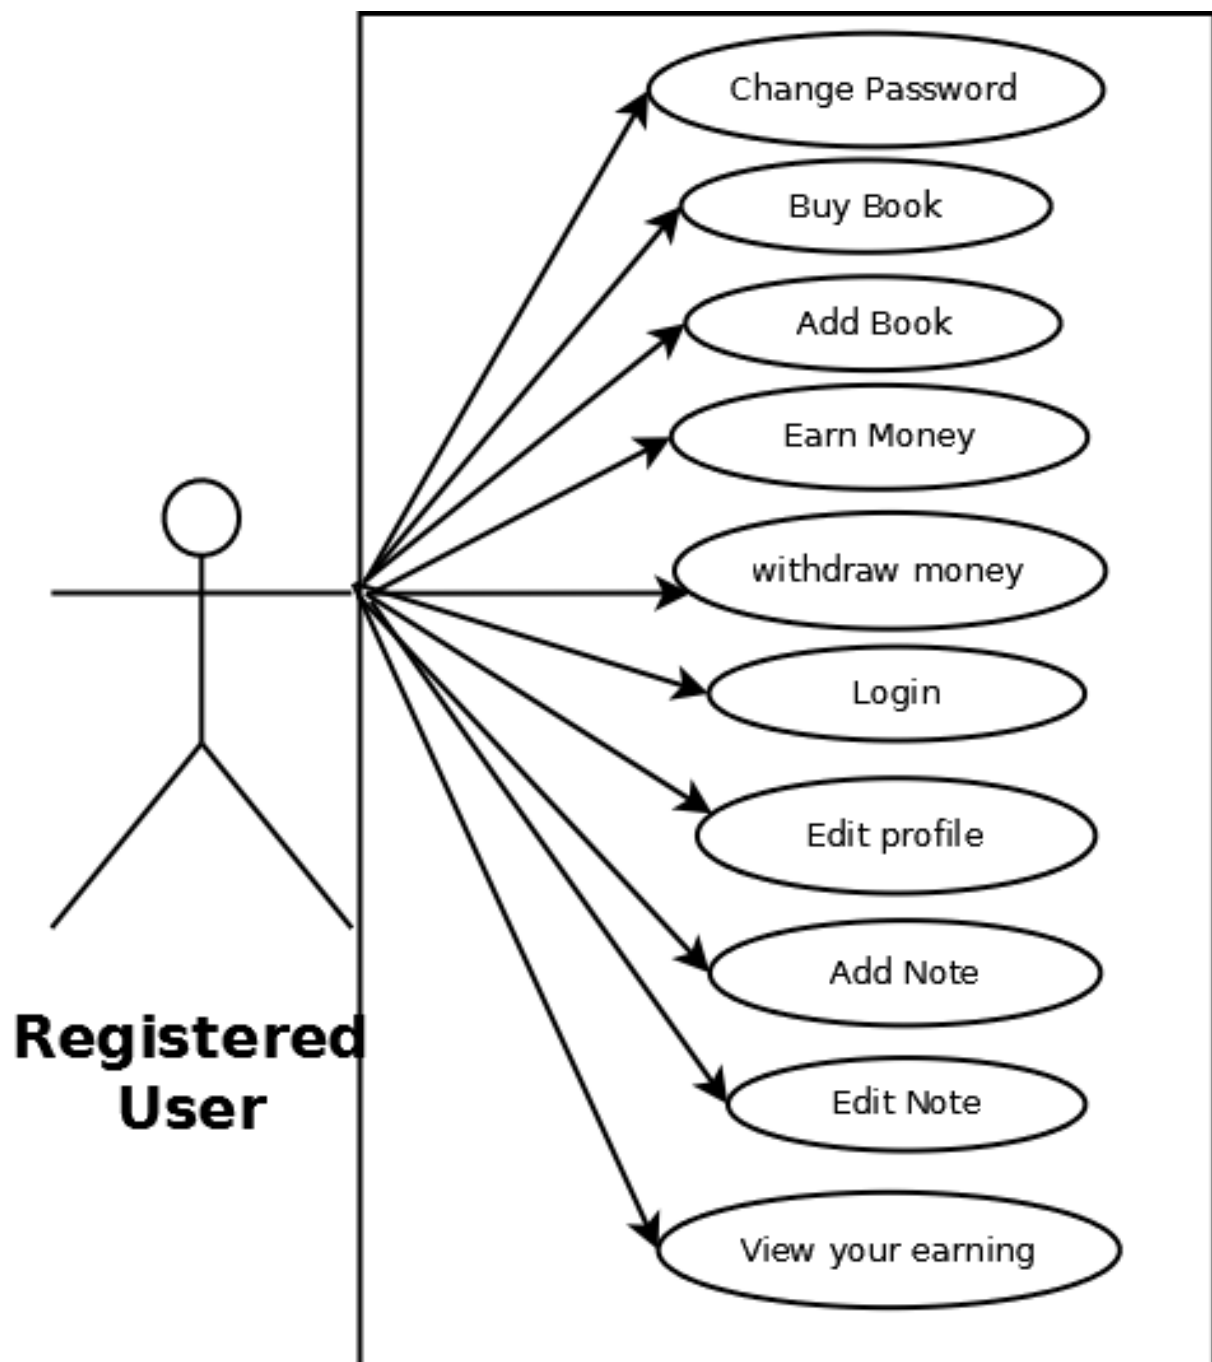 Change Password
Buy Book
Add Book
Earn Money
withdraw money
Login
Edit profile
Add Note
Edit Note
View your earning
Registered
User